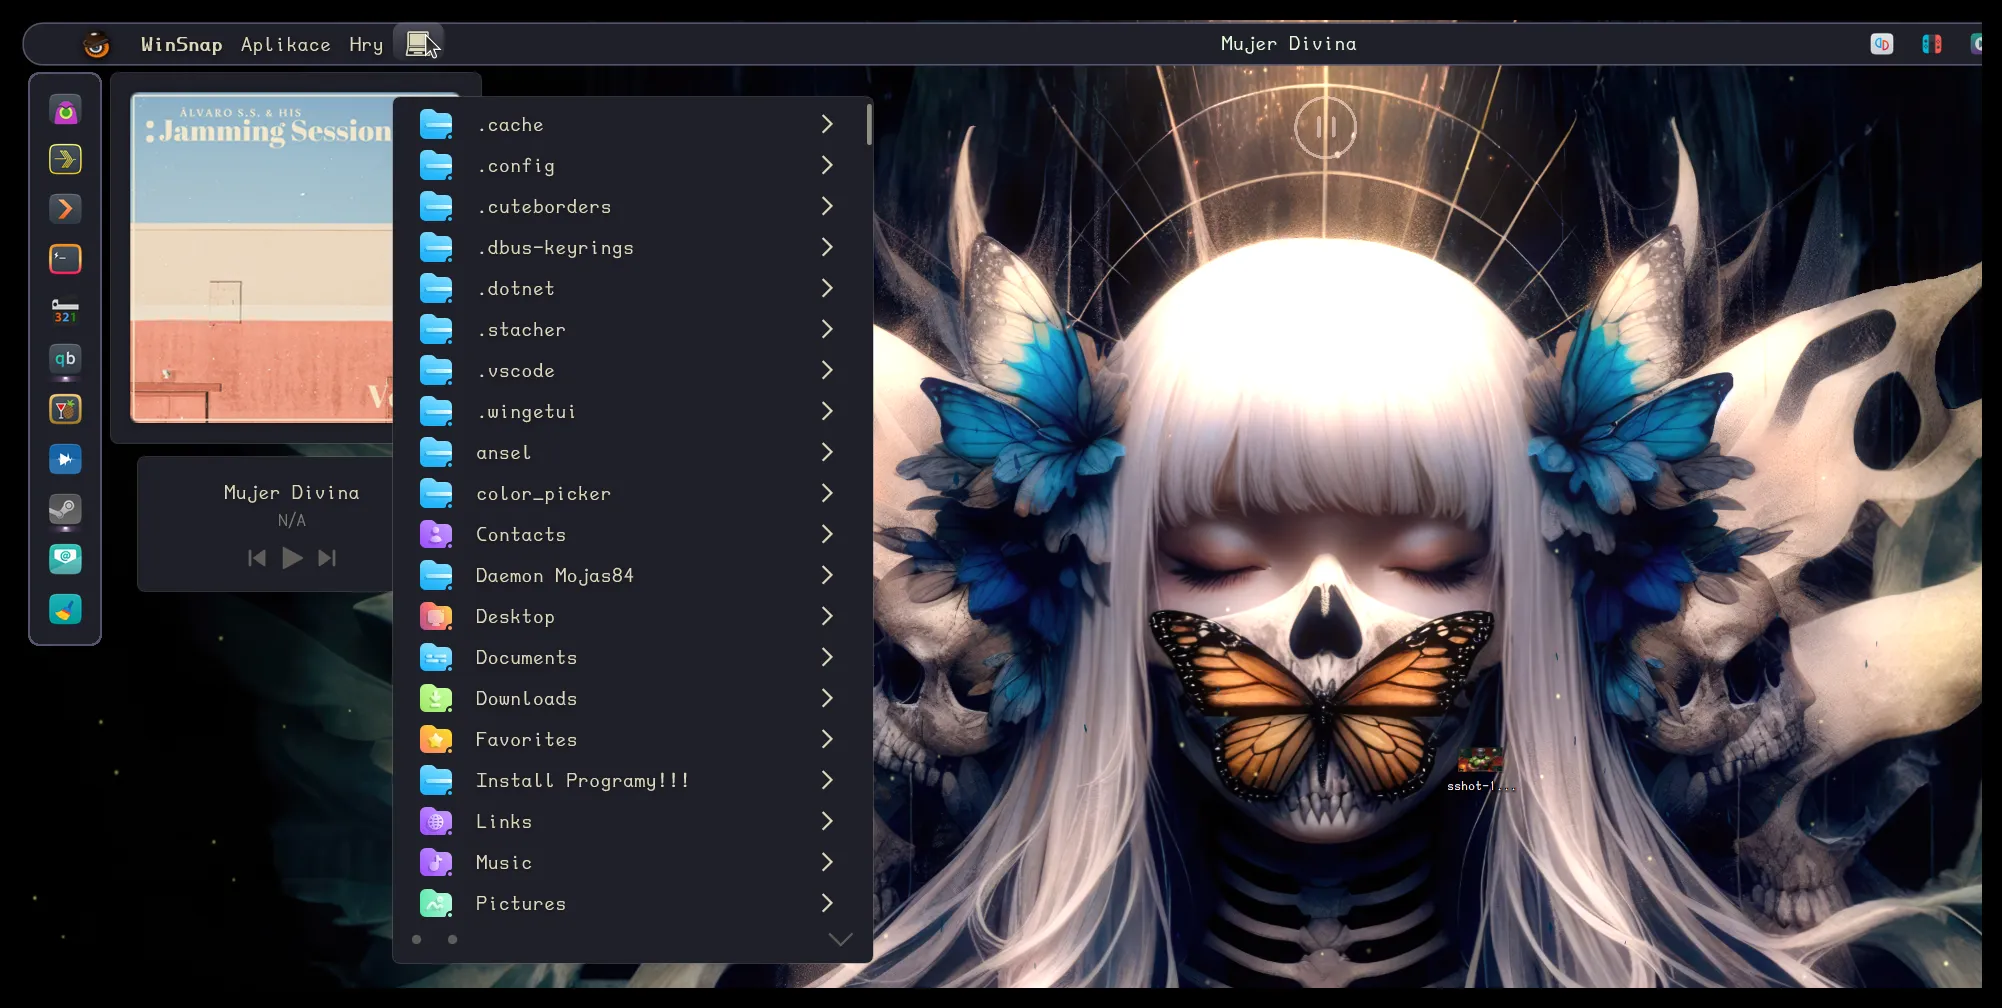 WinSnap Aplikace Hry
Mujer Divina
ÁLVARO S.S. & HIS
:Jamming Session
321
qb
Mujer Divina
N/A
.cache
.config
.cuteborders
.dbus-keyrings
.dotnet
.stacher
.vscode
.wingetui
ansel
color_picker
Contacts
Daemon Mojas84
Desktop
Documents
Downloads
Favorites
Install Programy!!!
Links
Music
Pictures
sshot-1...